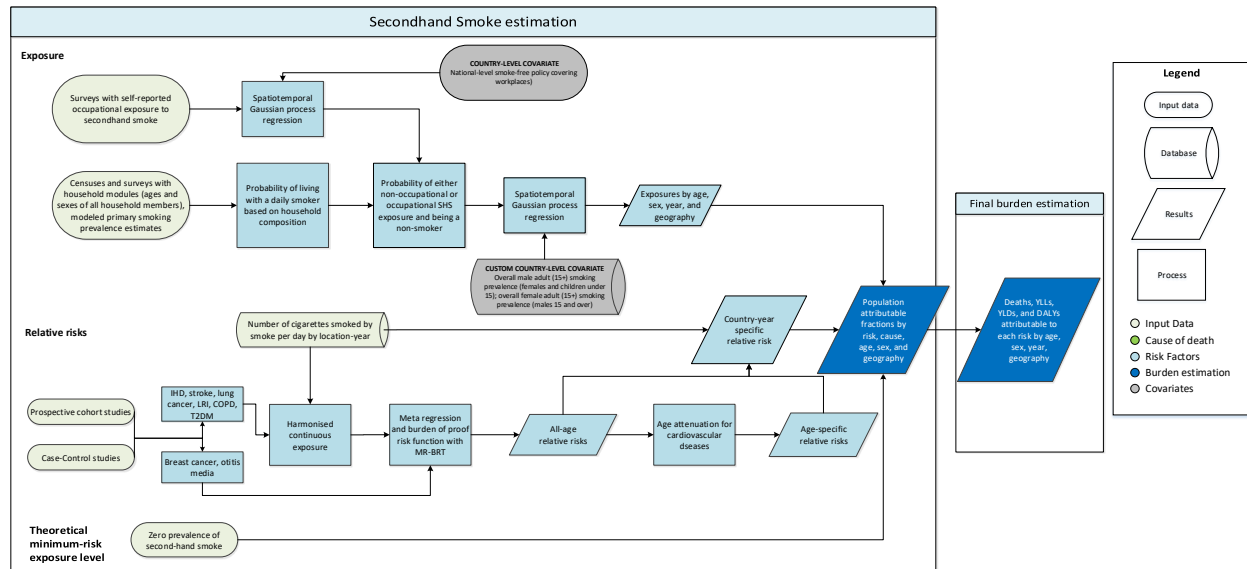 Secondhand Smoke estimation
Exposure
COUNTRY-LEVEL COVARIATE
National-level smoke-free policy covering
workplaces)
Surveys with self-reported
occupational exposure to
secondhand smoke
Spatiotemporal
Gaussian process
regression
Censuses and surveys with
household modules (ages and
sexes of all household members),
modeled primary smoking
prevalence estimates
Probability of living
with a daily smoker
based on household
composition
Probability of either
non-occupational or
occupational SHS
exposure and being a
non-smoker
Spatiotemporal
Gaussian process
regression
Exposures by age,
sex, year, and
geography
CUSTOM COUNTRY-LEVEL COVARIATE
Overall male adult (15+) smoking
prevalence (females and children under
15); overall female adult (15+) smoking
prevalence (males 15 and over)
Relative risks
Number of cigarettes smoked by
smoke per day by location-year
Country-year
specific
relative risk
Population
attributable
fractions by
risk, cause,
age, sex, and
geography
Prospective cohort studies
Case-Control studies
IHD, stroke, lung
cancer, LRI, COPD,
T2DM
Breast cancer, otitis
media
Harmonised
continuous
exposure
Meta regression
and burden of proof
risk function with
MR-BRT
All-age
relative risks
Age attenuation for
cardiovascular
dseases
Age-specific
relative risks
Theoretical
minimum-risk
exposure level
Zero prevalence of
second-hand smoke
Final burden estimation
Deaths, YLLs,
YLDs, and DALYs
attributable to
each risk by age,
sex, year,
geography
Legend
Input data
Database
Results
Process
Input Data
Cause of death
Risk Factors
Burden estimation
Covariates